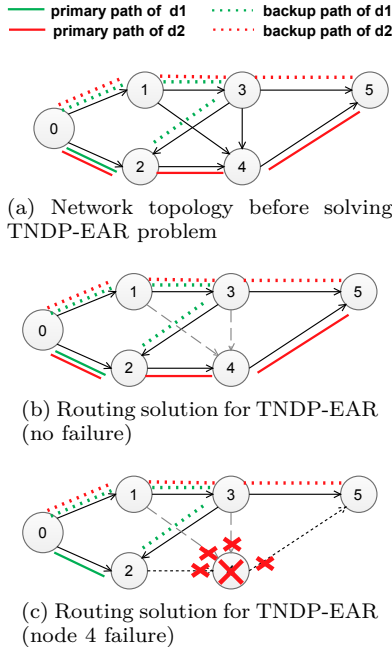 primary path of d1 backup path of d1
primary path of d2 backup path of d2
1 3 5
0
2 4
(a) Network topology before solving
TNDP-EAR problem
1 3 5
0
2 4
(b) Routing solution for TNDP-EAR
(no failure)
1 3 5
0
2
(c) Routing solution for TNDP-EAR
(node 4 failure)